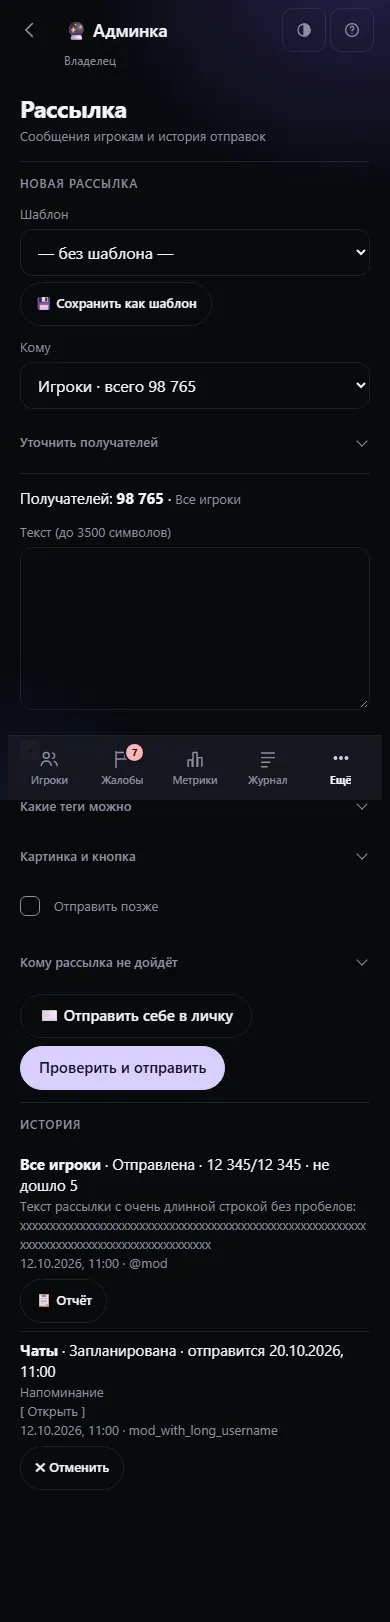 Админка
Владелец
Рассылка
Сообщения игрокам и история отправок
НОВАЯ РАССЫЛКА
Шаблон
— без шаблона —
Сохранить как шаблон
Кому
Игроки · всего 98 765
Уточнить получателей
Получателей: 98 765 · Все игроки
Текст (до 3500 символов)
7
Игроки
Жалобы
Метрики
Журнал
Ещё
Какие теги можно
Картинка и кнопка
Отправить позже
Кому рассылка не дойдёт
Отправить себе в личку
Проверить и отправить
ИСТОРИЯ
Все игроки · Отправлена · 12 345/12 345 · не
дошло 5
Текст рассылки с очень длинной строкой без пробелов:
12.10.2026, 11:00 · @mod
Отчёт
Чаты · Запланирована · отправится 20.10.2026,
11:00
Напоминание
[ Открыть ]
12.10.2026, 11:00 · mod_with_long_username
✕ Отменить